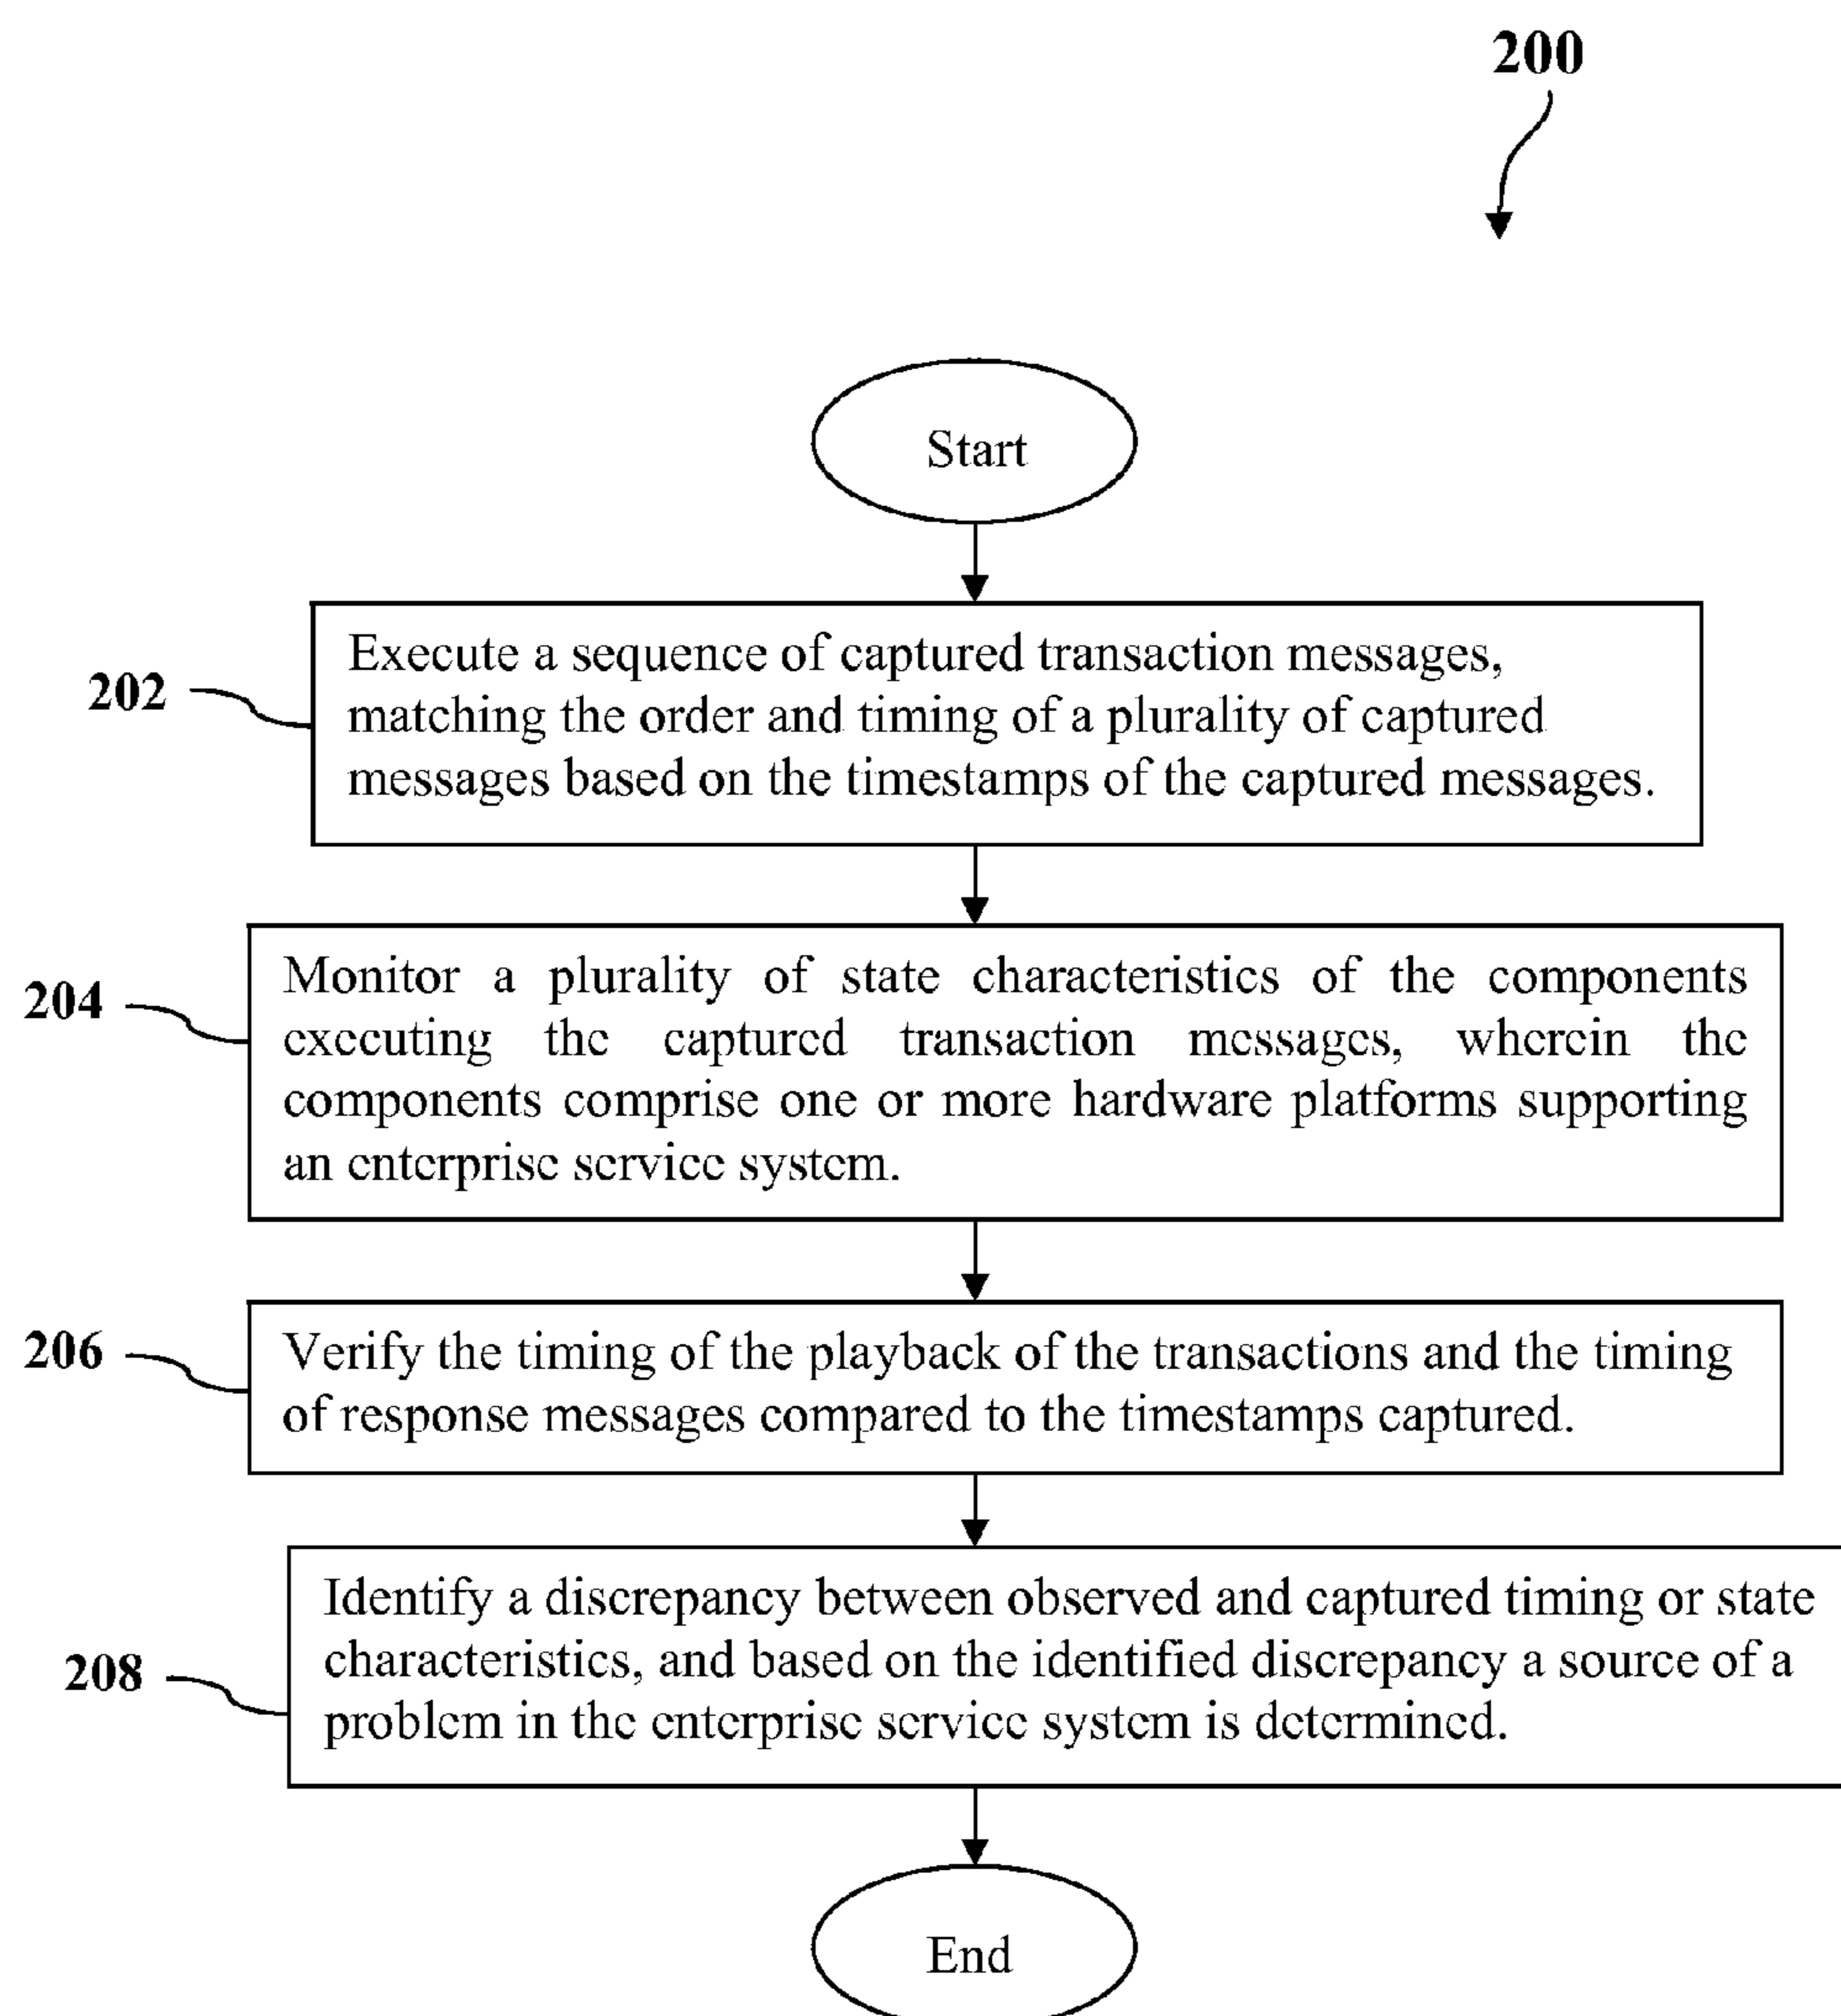 200
Start
202
Execute a sequence of captured transaction messages,
matching the order and timing of a plurality of captured
messages based on the timestamps of the captured messages.
204
Monitor a plurality of state characteristics of the components
executing the captured transaction messages, wherein the
components comprise one or more hardware platforms supporting
an enterprise service system.
206
Verify the timing of the playback of the transactions and the timing
of response messages compared to the timestamps captured.
208
Identify a discrepancy between observed and captured timing or state
characteristics, and based on the identified discrepancy a source of a
problem in the enterprise service system is determined.
End